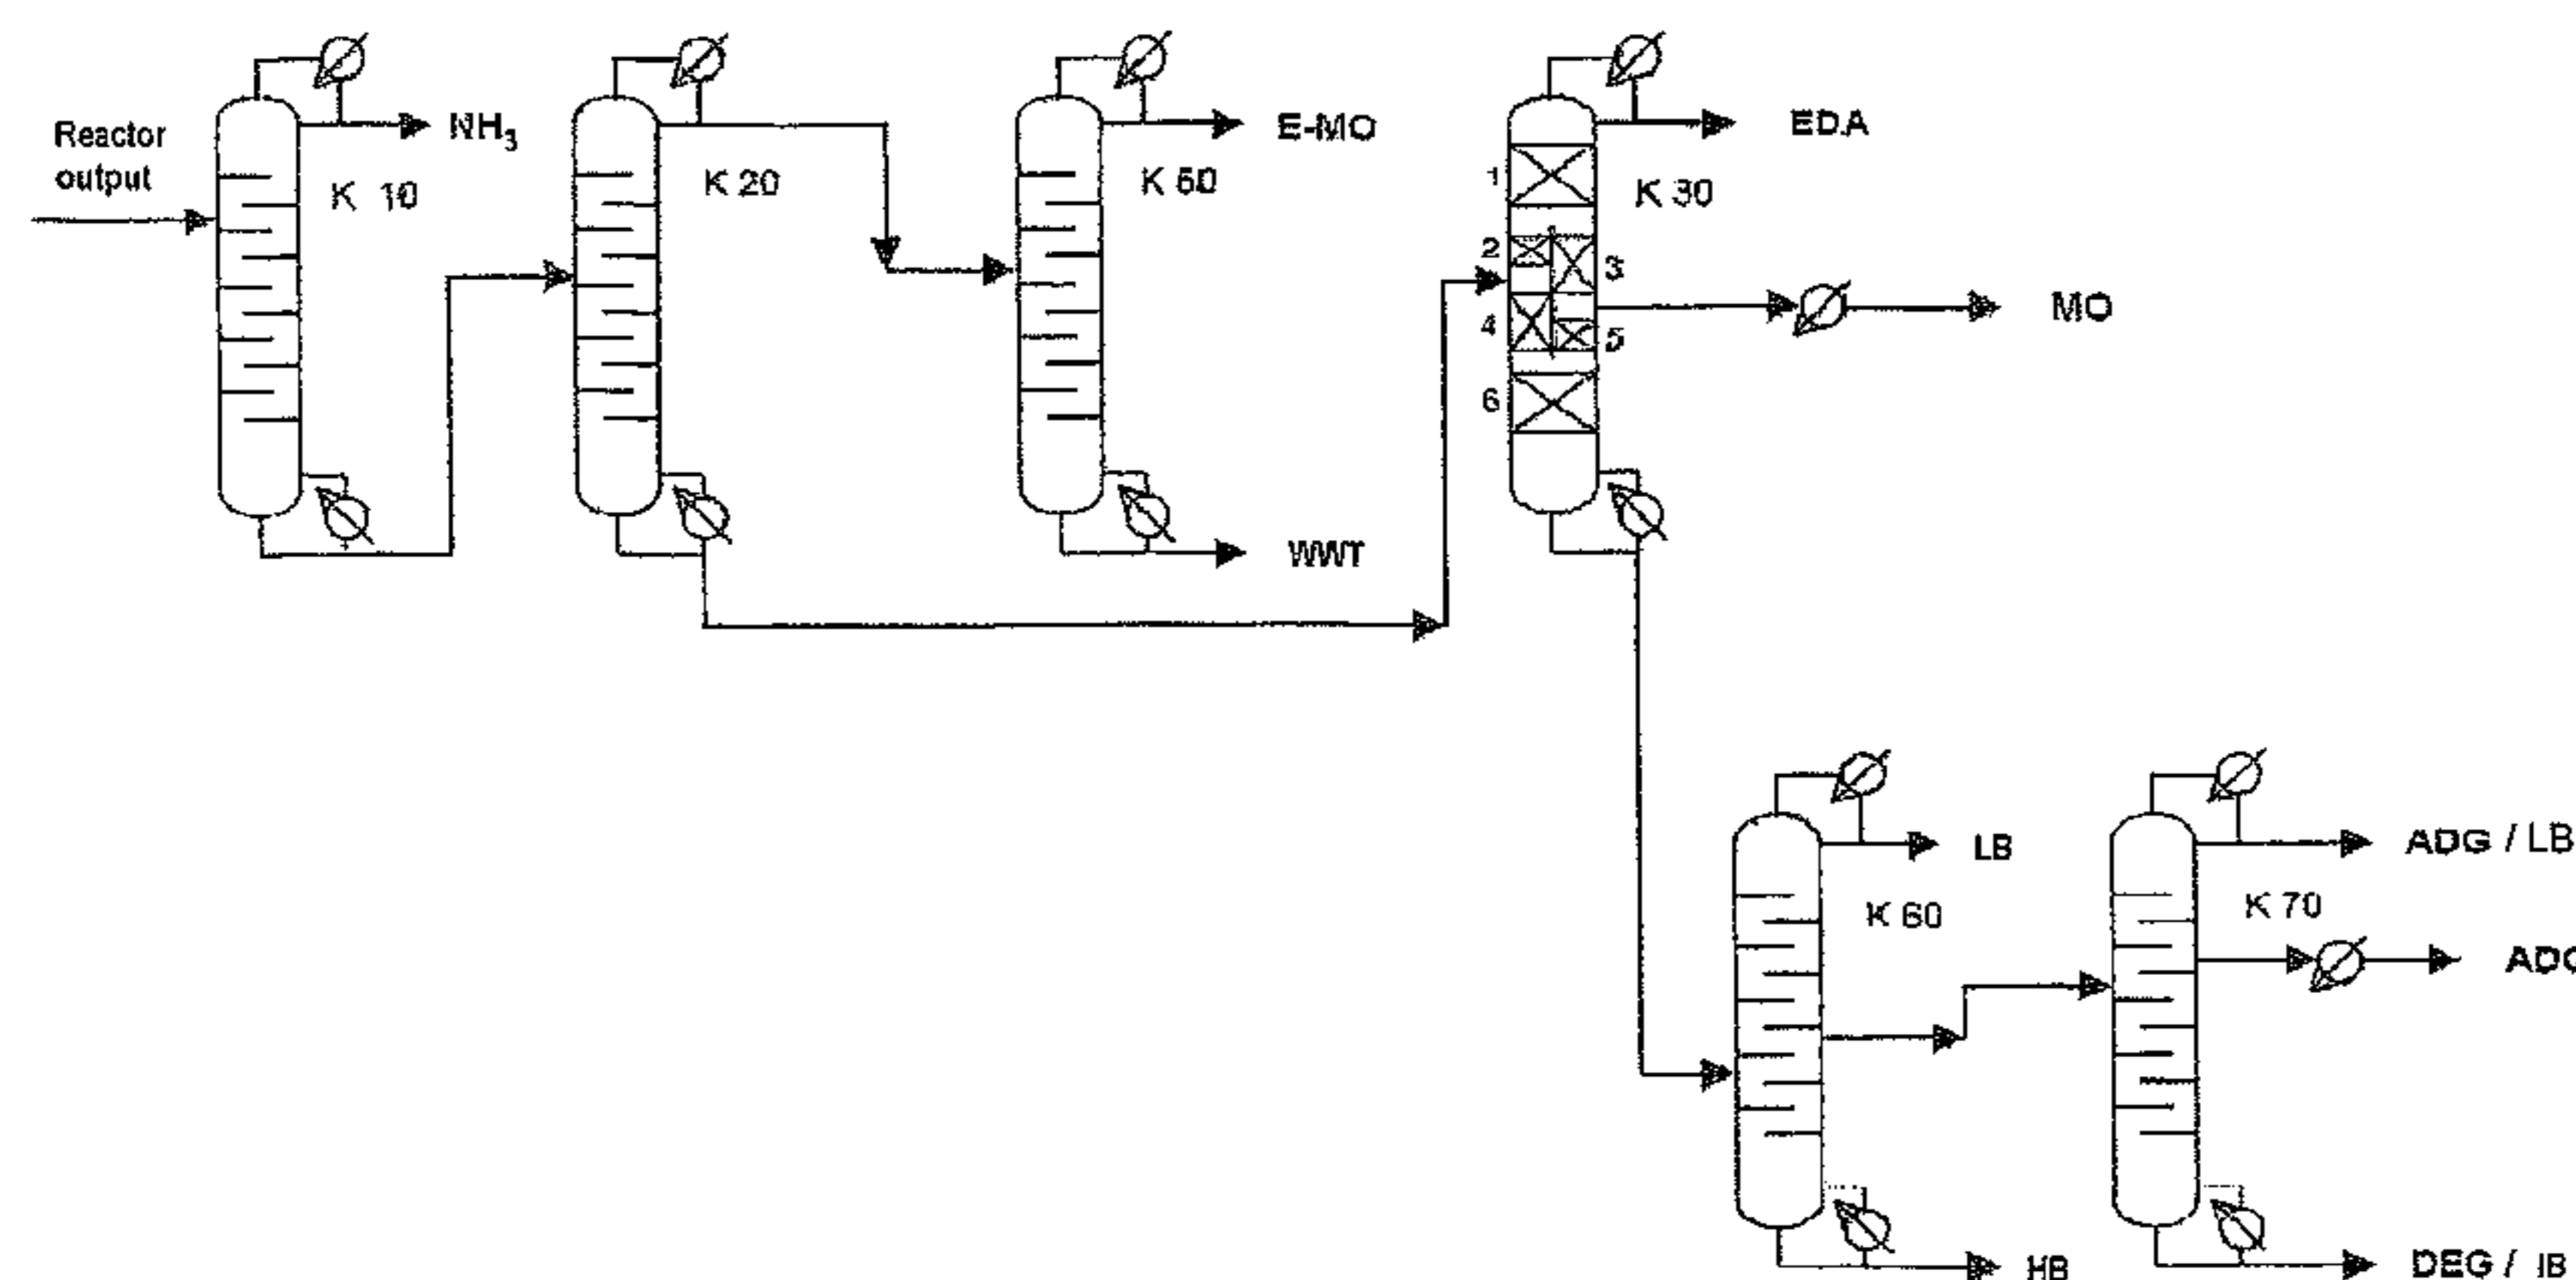 Reactor
output
NH3
K 10
K 20
K 50
E-MO
WWT
EDA
K 30
1
2
3
4
5
6
MO
LB
K 60
HB
ADG / LB
K 70
ADG
DEG / IB